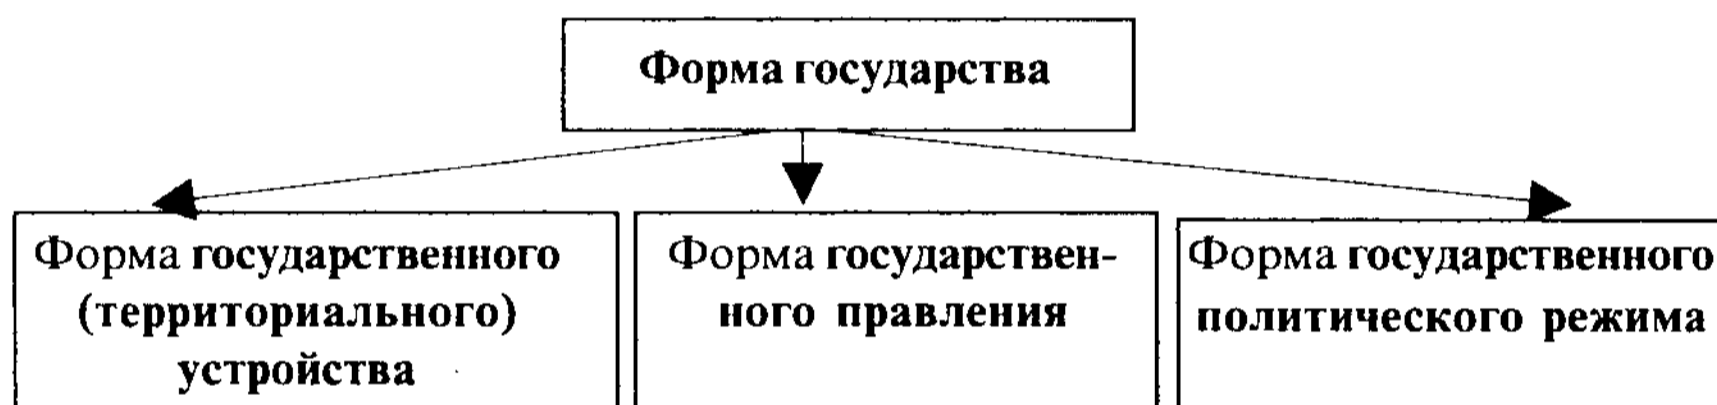 Форма государства
Форма государственного
(территориального)
устройства
Форма государствен-
ного правления
Форма государственного
политического режима